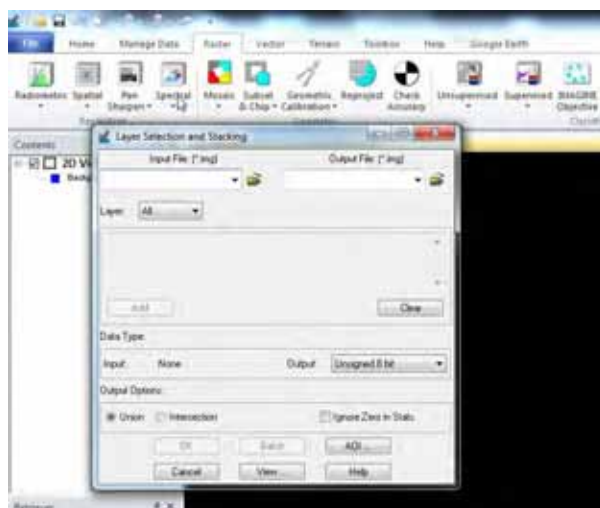 File Home Manage Data Raster Vector Terrain Toolbox Help Google Earth
Radiometric Spatial Pan Sharpen Spectral Mosaic Subset & Chip Geometric Calibration Reproject Check Accuracy Unsupervised Supervised IMAGINE Objective
Contents
Layer Selection and Stacking
2D
Input File: (*.img) Output File: (*.img)
Layer: All
Add Clear
Data Type:
Input: None Output: Unsigned 8 bit
Output Options:
Union Intersection Ignore Zero in Stats.
OK Batch AOI ...
Cancel View ... Help